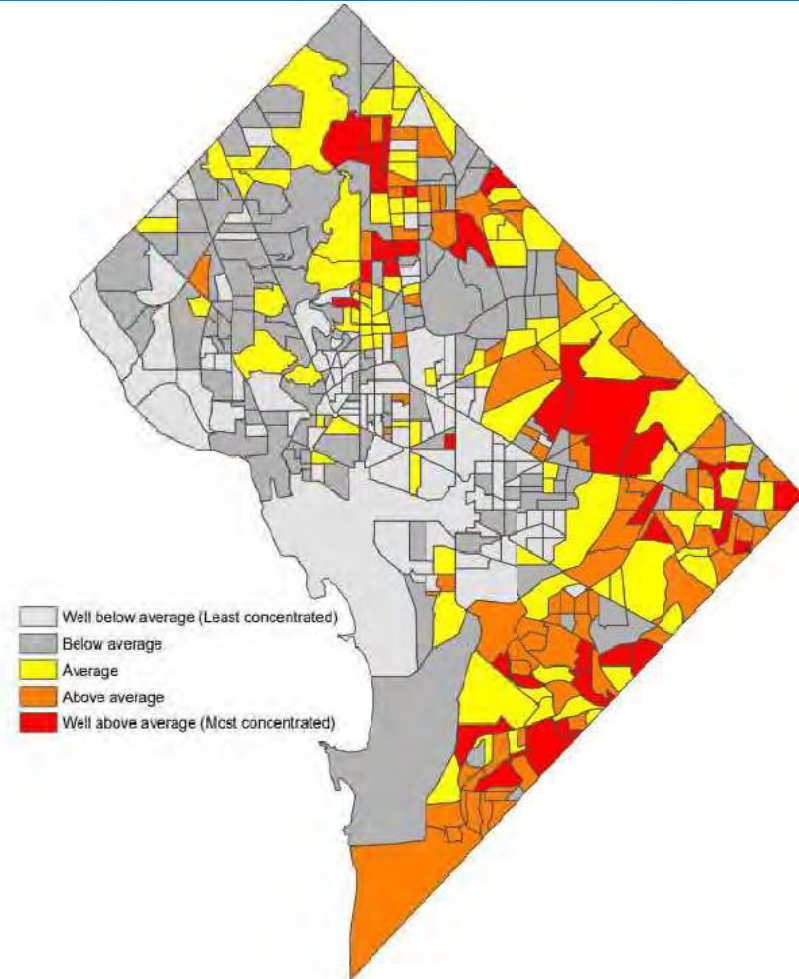 Well below average (Least concentrated)
Below average
Average
Above average
Well above average (Most concentrated)